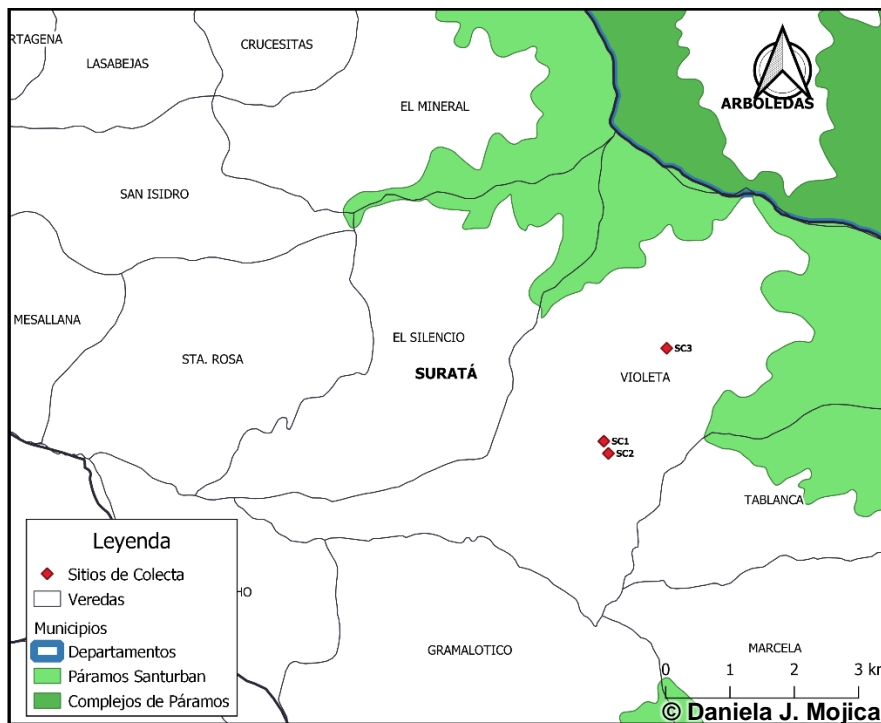 RTAGENA
LASABEJAS
CRUCESITAS
EL MINERAL
ARBOLEDAS
SAN ISIDRO
MESALLANA
STA. ROSA
EL SILENCIO
SURATÁ
SC3
VIOLETA
SC1
SC2
TABLANCA
Leyenda
Sitios de Colecta
Veredas
Municipios
Departamentos
Páramos Santurban
Complejos de Páramos
HO
GRAMALOTICO
MARCELA
0 1 2 3 km
© Daniela J. Mojica